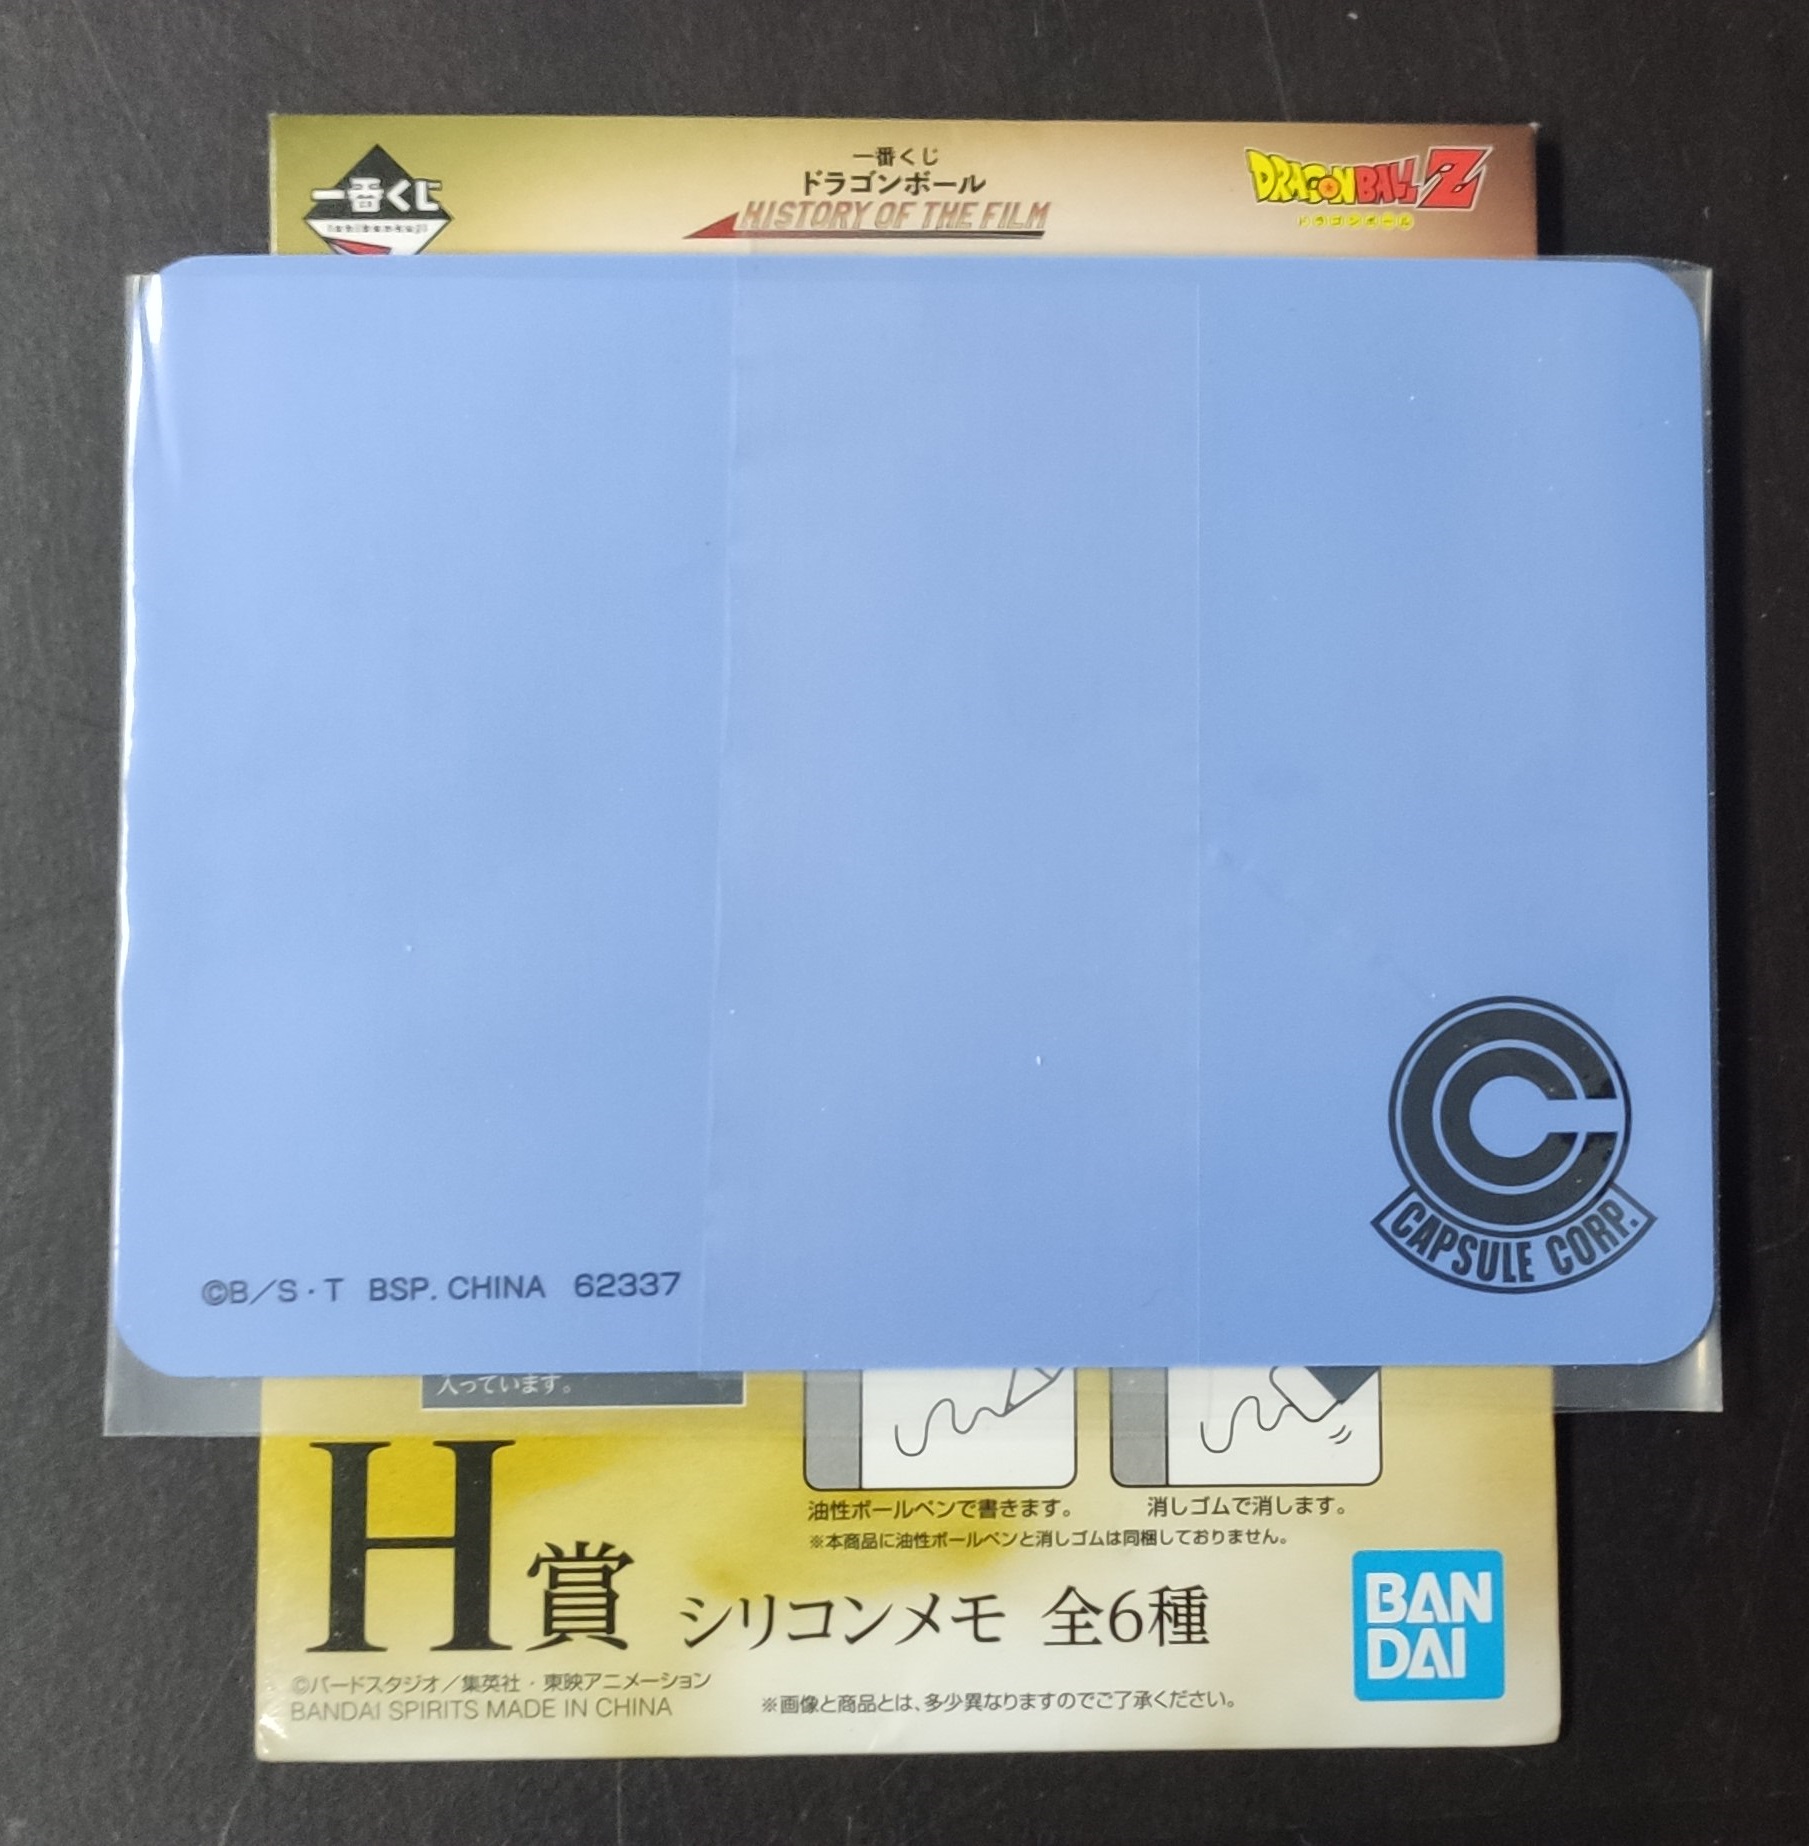 一番くじ
Ichibankuji
一番くじ
ドラゴンボール
HISTORY OF THE FILM
DRAGONBALL Z
ドラゴンボール
CAPSULE CORP.
©B/S・T BSP. CHINA 62337
入っています。
油性ボールペンで書きます。
消しゴムで消します。
※本商品に油性ボールペンと消しゴムは同梱しておりません。
H賞 シリコンメモ 全6種
BAN
DAI
©バードスタジオ/集英社・東映アニメーション
BANDAI SPIRITS MADE IN CHINA
※画像と商品とは、多少異なりますのでご了承ください。